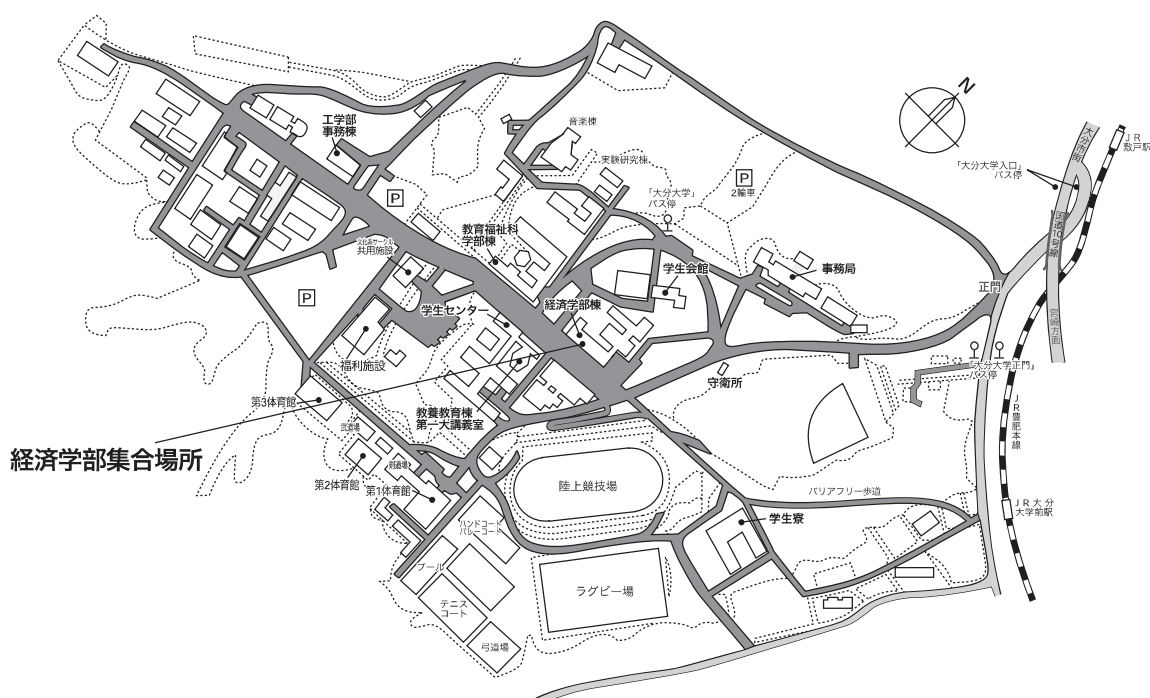 N
工学部
事務棟
音楽棟
実験研究棟
P
2輪車
P
「大分大学」
バス停
「大分大学入口」
バス停
大分市街
JR
敷戸駅
国道10号線
宮崎方面
教育福祉科
学部棟
文化系サークル
共用施設
P
学生会館
事務局
正門
学生センター
経済学部棟
福利施設
守衛所
「大分大学正門」
バス停
JR豊肥本線
第3体育館
教養教育棟
第一大講義室
武道場
経済学部集合場所
剣道場
第2体育館
第1体育館
陸上競技場
バリアフリー歩道
JR大分
大学前駅
学生寮
ハンドコート
バレーコート
プール
ラグビー場
テニス
コート
弓道場